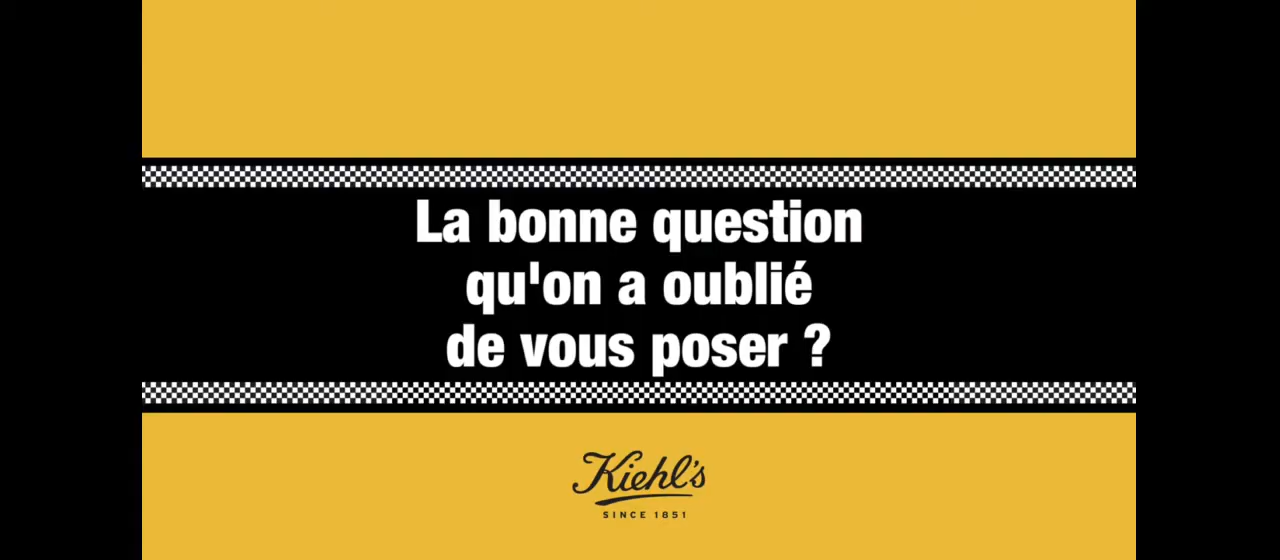 La bonne question
qu'on a oublié
de vous poser ?
Kiehl's
SINCE 1851